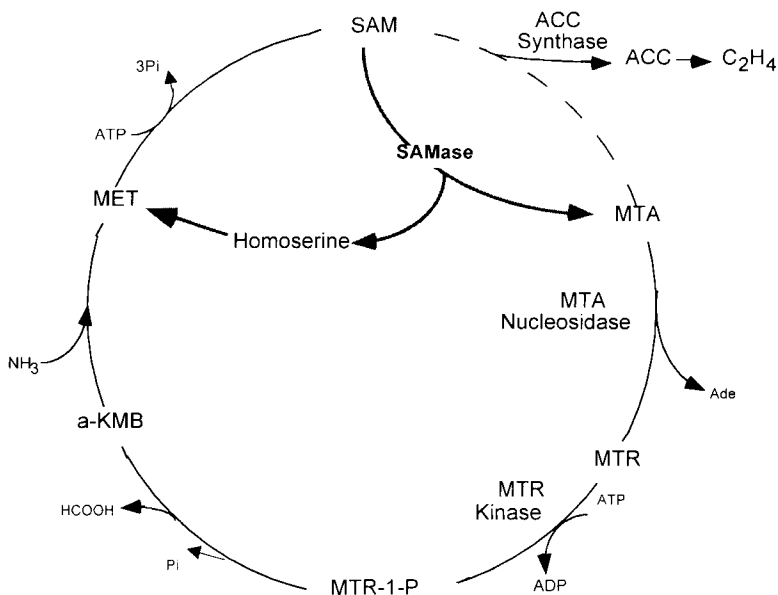 SAM
ACC
Synthase
ACC
C₂H₄
3Pi
ATP
SAMase
MET
MTA
Homoserine
MTA
Nucleosidase
NH₃
Ade
a-KMB
MTR
MTR
Kinase
ATP
HCOOH
Pi
ADP
MTR-1-P